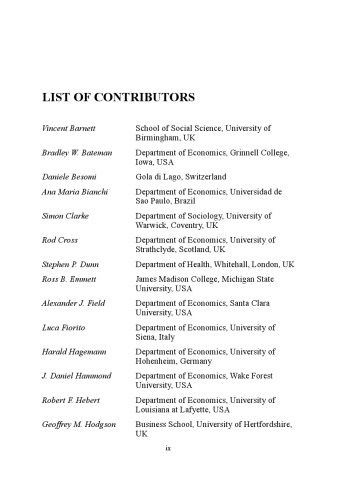 LIST OF CONTRIBUTORS
Vincent Barnett School of Social Science, University of
Birmingham, UK
Bradley W. Bateman Department of Economics, Grinnell College,
Iowa, USA
Daniele Besomi Gola di Lago, Switzerland
Ana Maria Bianchi Department of Economics, Universidad de
Sao Paulo, Brazil
Simon Clarke Department of Sociology, University of
Warwick, Coventry, UK
Rod Cross Department of Economics, University of
Strathclyde, Scotland, UK
Stephen P. Dunn Department of Health, Whitehall, London, UK
Ross B. Emmett James Madison College, Michigan State
University, USA
Alexander J. Field Department of Economics, Santa Clara
University, USA
Luca Fiorito Department of Economics, University of
Siena, Italy
Harald Hagemann Department of Economics, University of
Hohenheim, Germany
J. Daniel Hammond Department of Economics, Wake Forest
University, USA
Robert F. Hebert Department of Economics, University of
Louisiana at Lafyette, USA
Geoffrey M. Hodgson Business School, University of Hertfordshire,
UK
ix